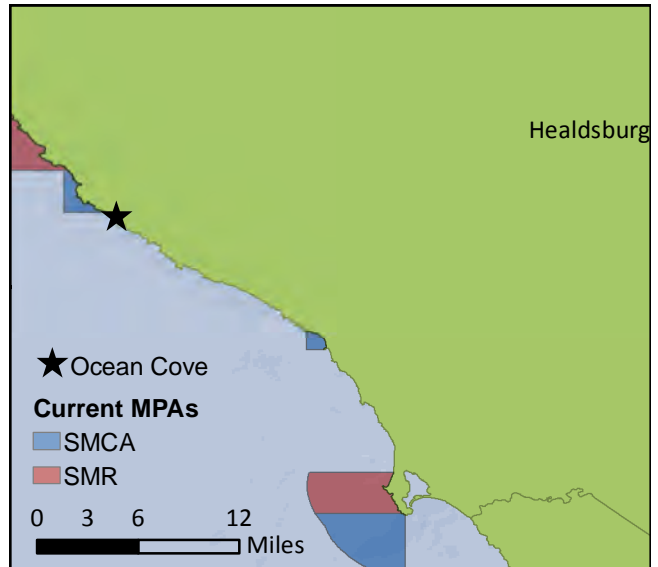 Healdsburg
Ocean Cove
Current MPAs
SMCA
SMR
0 3 6 12
Miles